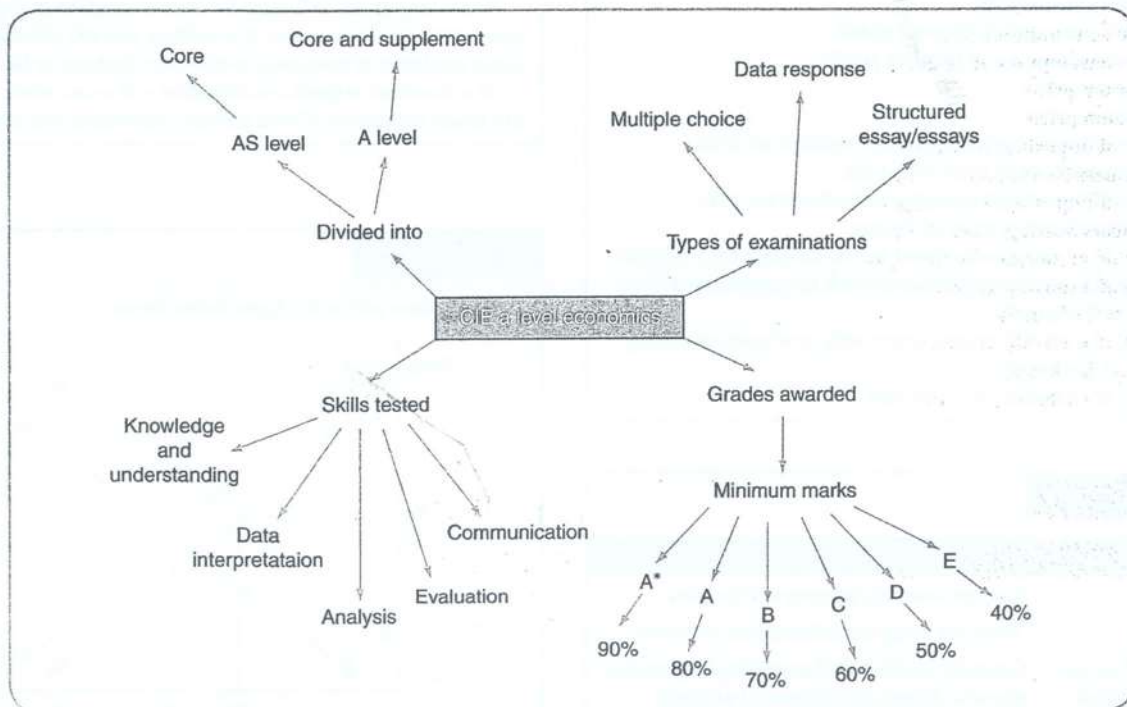 Core and supplement
Core
AS level
A level
Divided into
Data response
Multiple choice
Structured
essay/essays
Types of examinations
CIE a level economics
Skills tested
Knowledge
and
understanding
Data
interpretataion
Analysis
Evaluation
Communication
Grades awarded
Minimum marks
A*
A
B
C
D
E
90%
80%
70%
60%
50%
40%